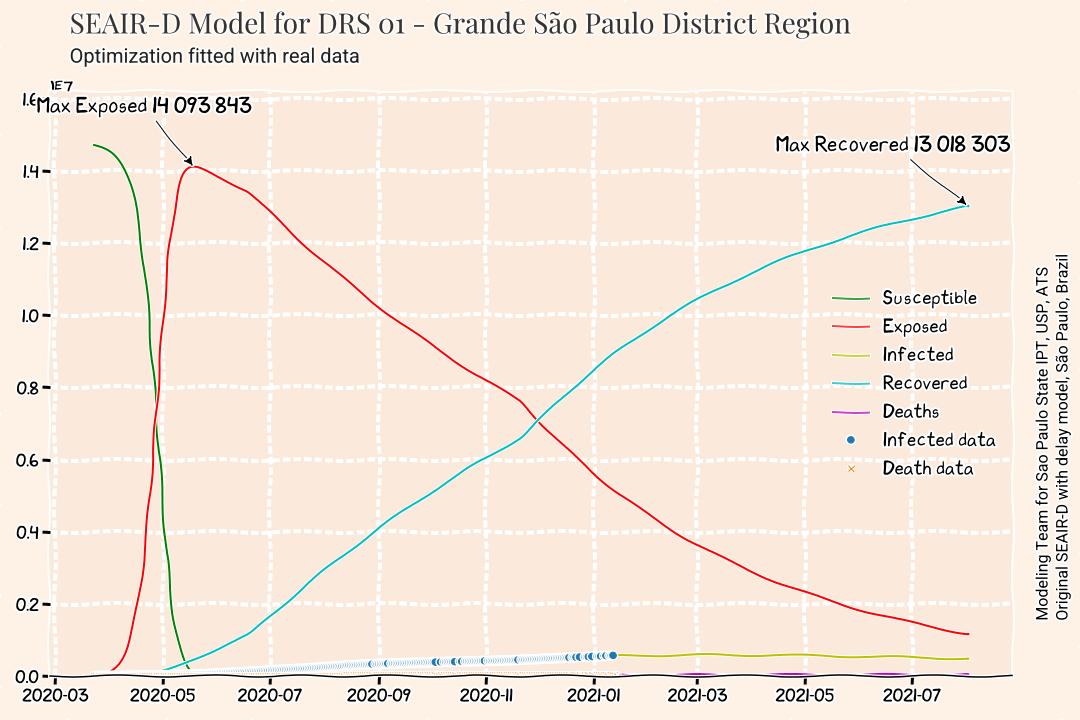 SEAIR-D Model for DRS 01 - Grande São Paulo District Region
Optimization fitted with real data
1E7
1.6
Max Exposed 14 093 843
Max Recovered 13 018 303
1.4
1.2
1.0
0.8
0.6
0.4
0.2
0.0
Susceptible
Exposed
Infected
Recovered
Deaths
Infected data
Death data
2020-03 2020-05 2020-07 2020-09 2020-11 2021-01 2021-03 2021-05 2021-07
Modeling Team for Sao Paulo State IPT, USP, ATS
Original SEAIR-D with delay model, São Paulo, Brazil